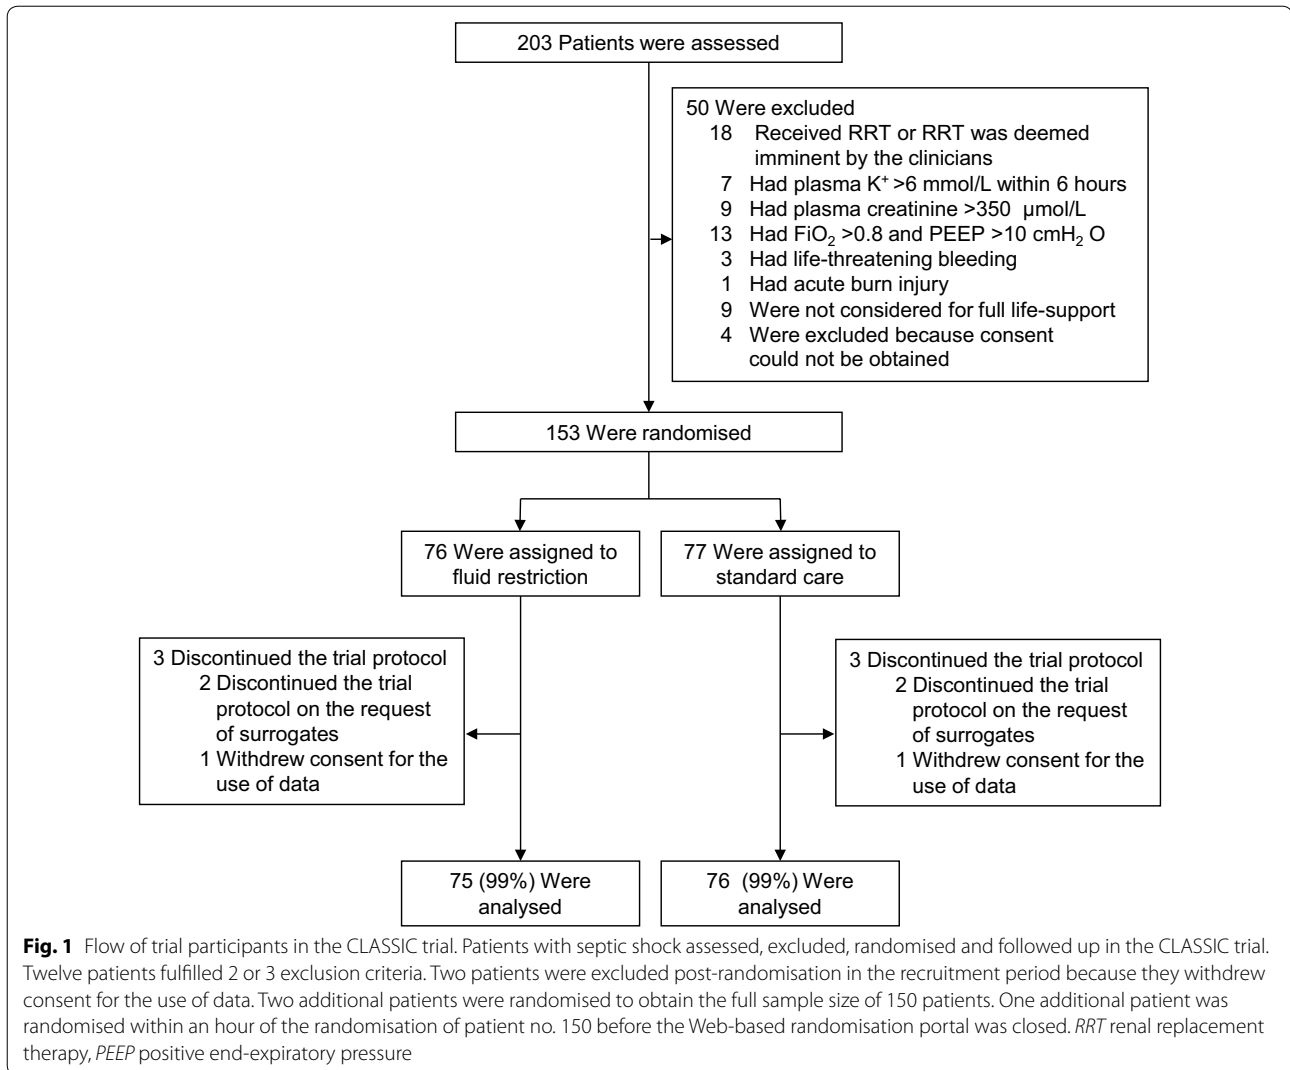 203 Patients were assessed
50 Were excluded
18 Received RRT or RRT was deemed
imminent by the clinicians
7 Had plasma K+ >6 mmol/L within 6 hours
9 Had plasma creatinine >350 µmol/L
13 Had FiO2 >0.8 and PEEP >10 cmH2 O
3 Had life-threatening bleeding
1 Had acute burn injury
9 Were not considered for full life-support
4 Were excluded because consent
could not be obtained
153 Were randomised
76 Were assigned to
fluid restriction
77 Were assigned to
standard care
3 Discontinued the trial protocol
2 Discontinued the trial
protocol on the request
of surrogates
1 Withdrew consent for the
use of data
3 Discontinued the trial protocol
2 Discontinued the trial
protocol on the request
of surrogates
1 Withdrew consent for the
use of data
75 (99%) Were
analysed
76 (99%) Were
analysed
Fig. 1 Flow of trial participants in the CLASSIC trial. Patients with septic shock assessed, excluded, randomised and followed up in the CLASSIC trial.
Twelve patients fulfilled 2 or 3 exclusion criteria. Two patients were excluded post-randomisation in the recruitment period because they withdrew
consent for the use of data. Two additional patients were randomised to obtain the full sample size of 150 patients. One additional patient was
randomised within an hour of the randomisation of patient no. 150 before the Web-based randomisation portal was closed. RRT renal replacement
therapy, PEEP positive end-expiratory pressure